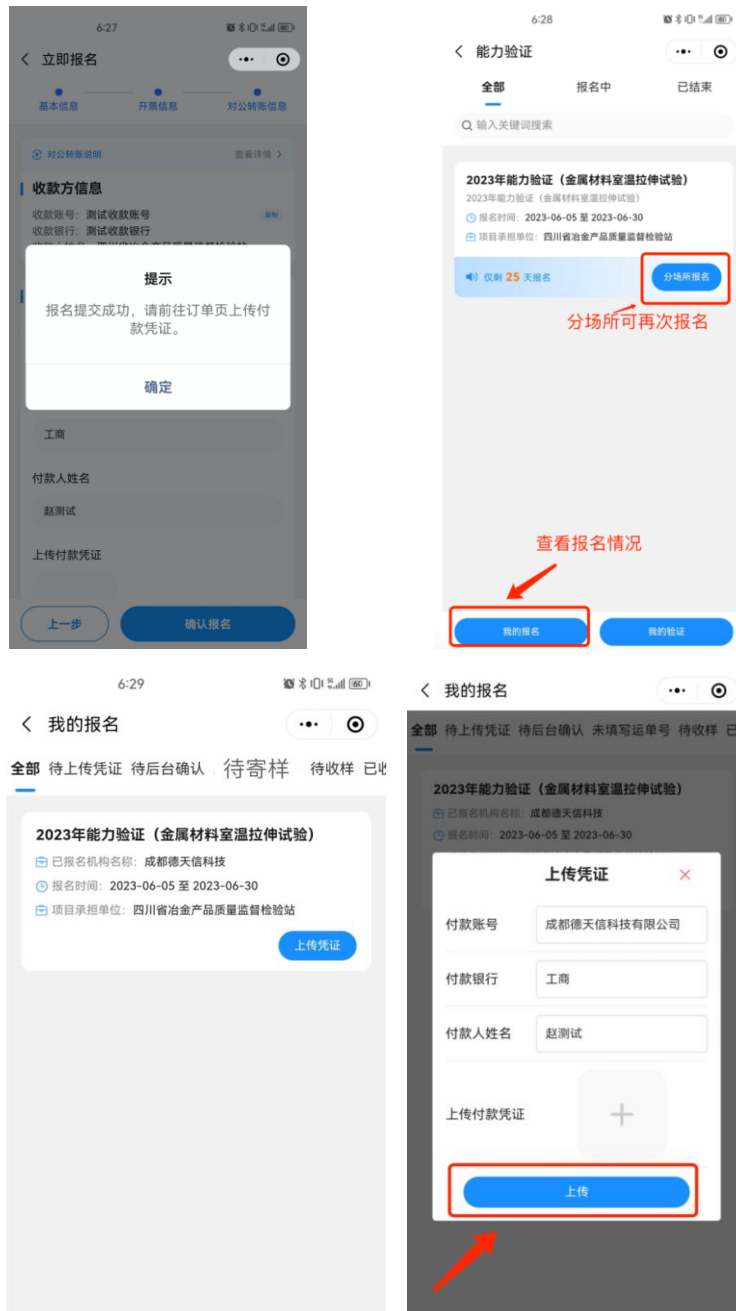 6:27
立即报名
基本信息
开票信息
对公转账信息
对公转账说明
查看详情
收款方信息
收款账号：测试收款账号
复制
收款银行：测试收款银行
提示
报名提交成功，请前往订单页上传付
款凭证。
确定
工商
付款人姓名
赵测试
上传付款凭证
上一步
确认报名
6:28
能力验证
全部
报名中
已结束
输入关键词搜索
2023年能力验证（金属材料室温拉伸试验）
2023年能力验证（金属材料室温拉伸试验）
报名时间：2023-06-05 至 2023-06-30
项目承担单位：四川省冶金产品质量监督检验站
仅剩 25 天报名
分场所报名
分场所可再次报名
查看报名情况
我的报名
我的验证
6:29
我的报名
全部 待上传凭证 待后台确认 待寄样 待收样
2023年能力验证（金属材料室温拉伸试验）
已报名机构名称：成都德天信科技
报名时间：2023-06-05 至 2023-06-30
项目承担单位：四川省冶金产品质量监督检验站
上传凭证
我的报名
全部 待上传凭证 待后台确认 未填写运单号 待收样
2023年能力验证（金属材料室温拉伸试验）
已报名机构名称：成都德天信科技
报名时间：2023-06-05 至 2023-06-30
上传凭证
付款账号
成都德天信科技有限公司
付款银行
工商
付款人姓名
赵测试
上传付款凭证
上传